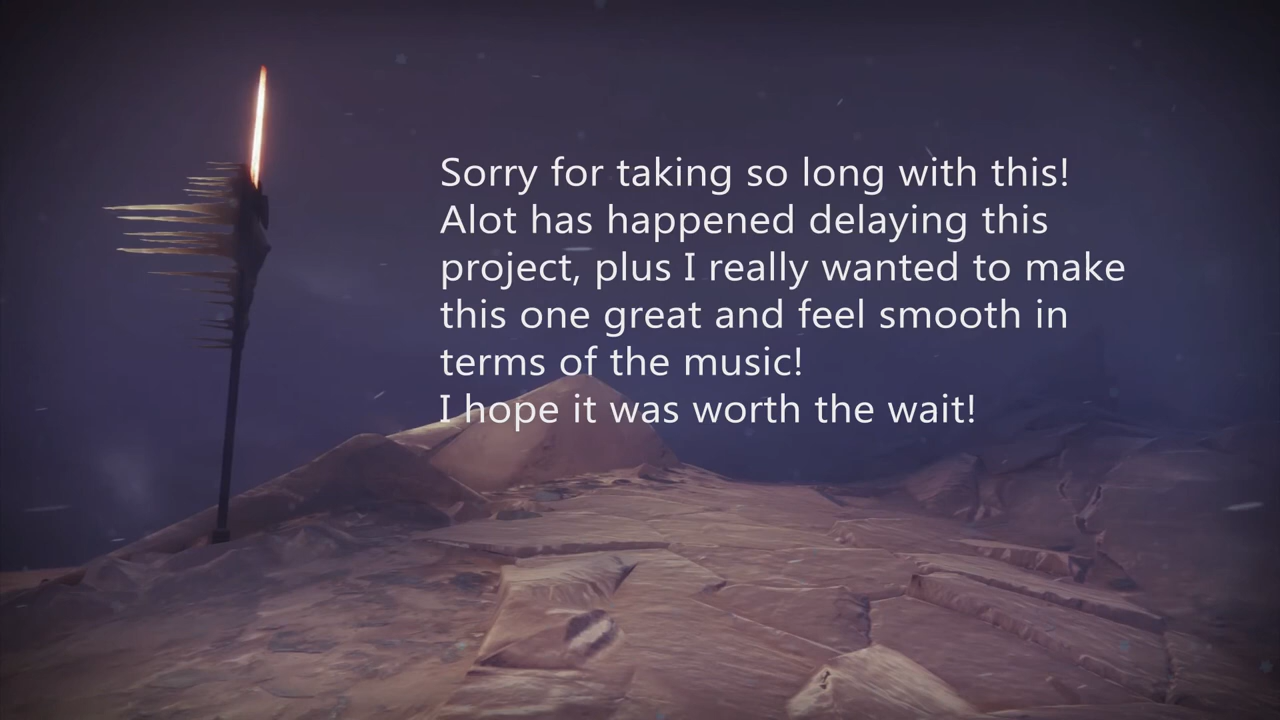 Sorry for taking so long with this!
Alot has happened delaying this
project, plus I really wanted to make
this one great and feel smooth in
terms of the music!
I hope it was worth the wait!